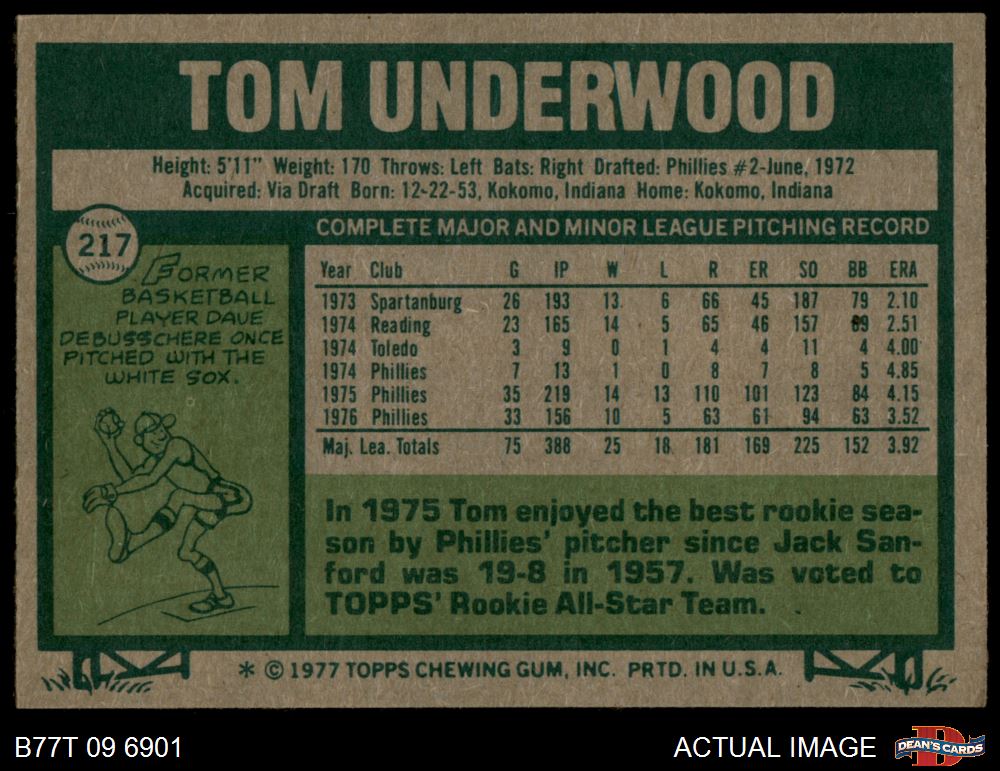 TOM UNDERWOOD
Height: 5'11" Weight: 170 Throws: Left Bats: Right Drafted: Phillies #2-June, 1972
Acquired: Via Draft Born: 12-22-53, Kokomo, Indiana Home: Kokomo, Indiana
217
FORMER
BASKETBALL
PLAYER DAVE
DEBUSSCHERE ONCE
PITCHED WITH THE
WHITE SOX.
COMPLETE MAJOR AND MINOR LEAGUE PITCHING RECORD
Year Club G IP W L R ER SO BB ERA
1973 Spartanburg 26 193 13 6 66 45 187 79 2.10
1974 Reading 23 165 14 5 65 46 157 89 2.51
1974 Toledo 3 9 0 1 4 4 11 4 4.00
1974 Phillies 7 13 1 0 8 7 8 5 4.85
1975 Phillies 35 219 14 13 110 101 123 84 4.15
1976 Phillies 33 156 10 5 63 61 94 63 3.52
Maj. Lea. Totals 75 388 25 18 181 169 225 152 3.92
In 1975 Tom enjoyed the best rookie sea-
son by Phillies' pitcher since Jack San-
ford was 19-8 in 1957. Was voted to
TOPPS' Rookie All-Star Team.
* © 1977 TOPPS CHEWING GUM, INC. PRTD. IN U.S.A.
B77T 09 6901
ACTUAL IMAGE
D
DEAN'S CARDS